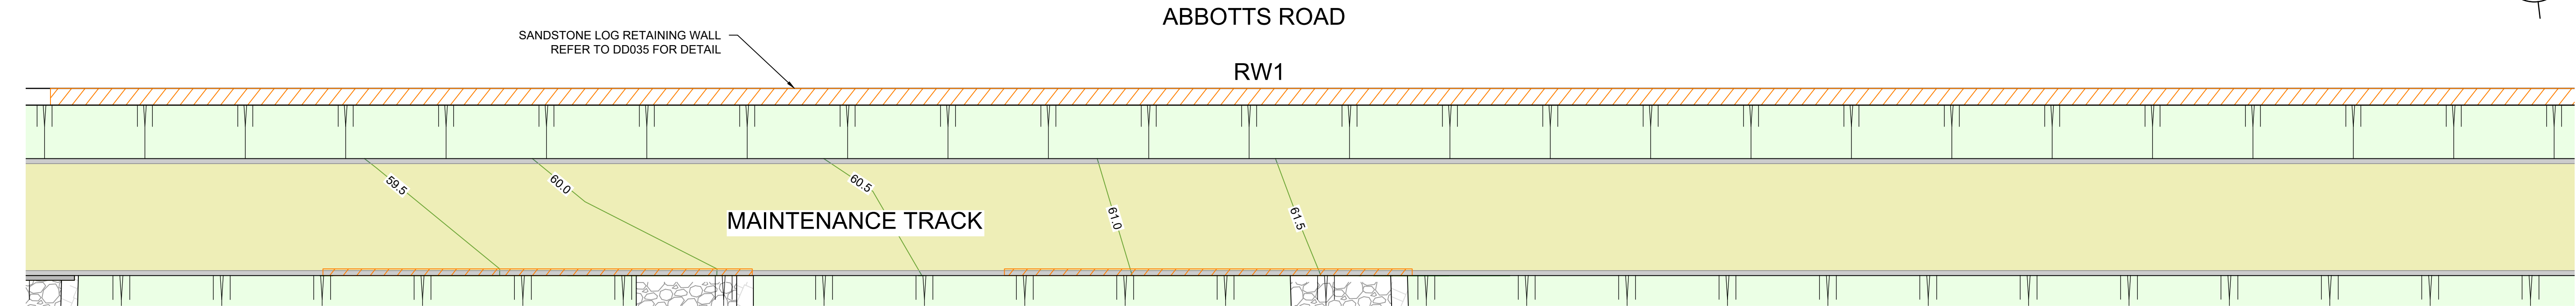 ABBOTTS ROAD
SANDSTONE LOG RETAINING WALL
REFER TO DD035 FOR DETAIL
RW1
59.5
60.0
60.5
61.0
61.5
MAINTENANCE TRACK